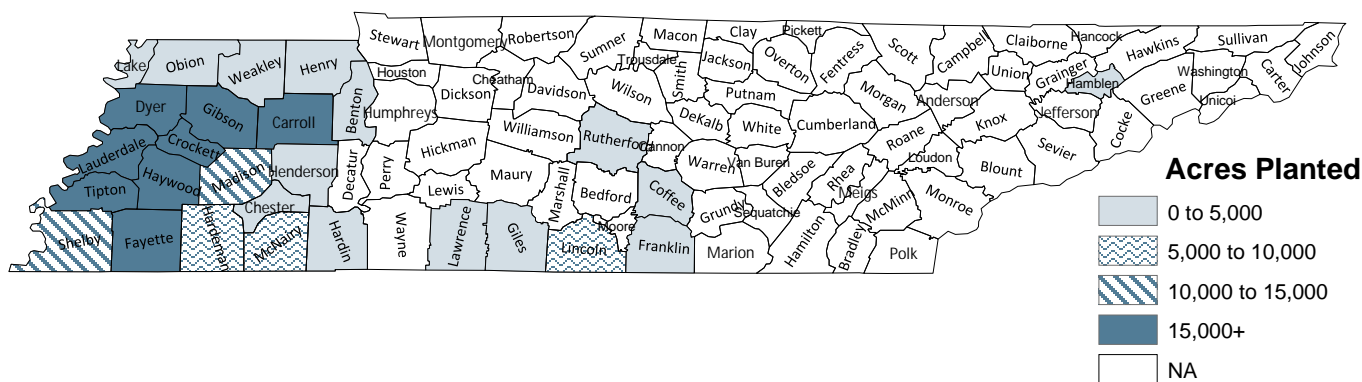 Stewart
Montgomery
Robertson
Sumner
Macon
Clay
Pickett
Scott
Campbell
Claiborne
Hancock
Hawkins
Sullivan
Johnson
Lake
Obion
Weakley
Henry
Houston
Cheatham
Trousdale
Smith
Jackson
Overton
Fentress
Union
Grainger
Hamblen
Washington
Carter
Dyer
Gibson
Carroll
Benton
Humphreys
Dickson
Davidson
Wilson
Putnam
Morgan
Anderson
Jefferson
Greene
Unicoi
Lauderdale
Crockett
Williamson
Rutherford
Cannon
DeKalb
White
Cumberland
Roane
Knox
Cocke
Tipton
Haywood
Madison
Henderson
Decatur
Perry
Hickman
Maury
Warren
Van Buren
Bledsoe
Rhea
Meigs
Loudon
Blount
Sevier
Chester
Lewis
Marshall
Bedford
Coffee
Grundy
Sequatchie
McMinn
Monroe
Shelby
Fayette
Hardeman
McNairy
Hardin
Wayne
Lawrence
Giles
Lincoln
Moore
Franklin
Marion
Hamilton
Bradley
Polk
Acres Planted
0 to 5,000
5,000 to 10,000
10,000 to 15,000
15,000+
NA